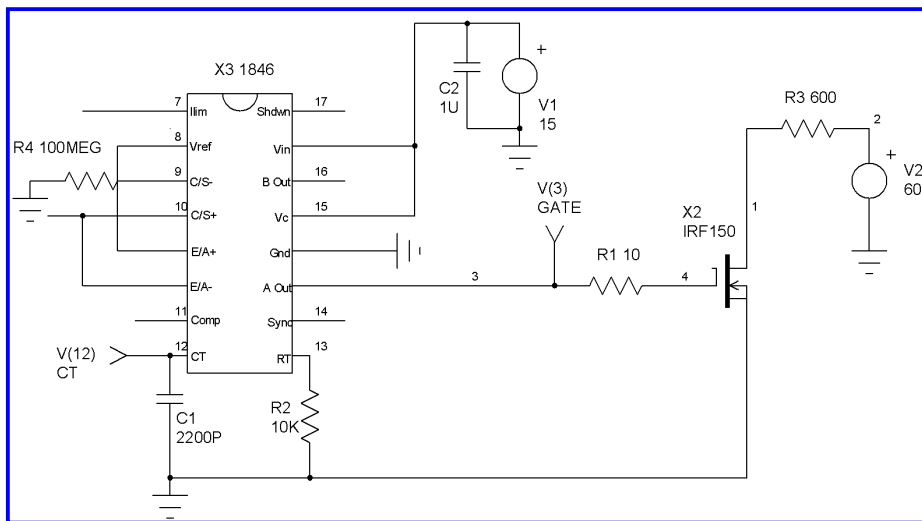 X3 1846
7
Ilim
Shdwn
17
8
Vref
Vin
R4 100MEG
9
C/S-
B Out
16
10
C/S+
Vc
15
E/A+
Gnd
E/A-
A Out
3
11
Comp
Sync
14
12
CT
RT
13
V(12)
CT
C1
2200P
R2
10K
C2
1U
+
V1
15
V(3)
GATE
R1 10
4
X2
IRF150
1
R3 600
2
+
V2
60